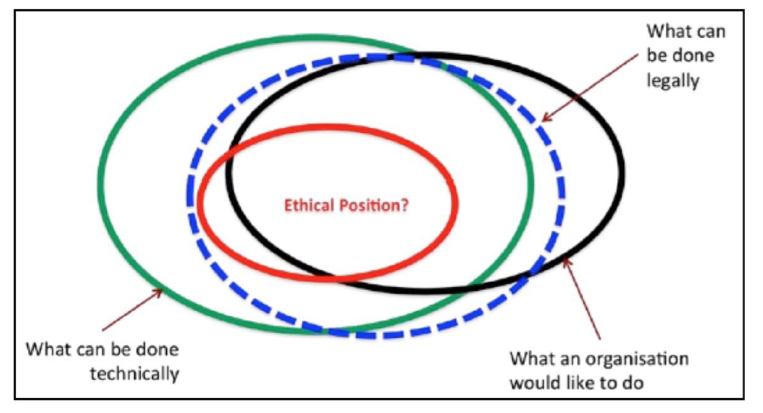 What can
be done
legally
Ethical Position?
What can be done
technically
What an organisation
would like to do